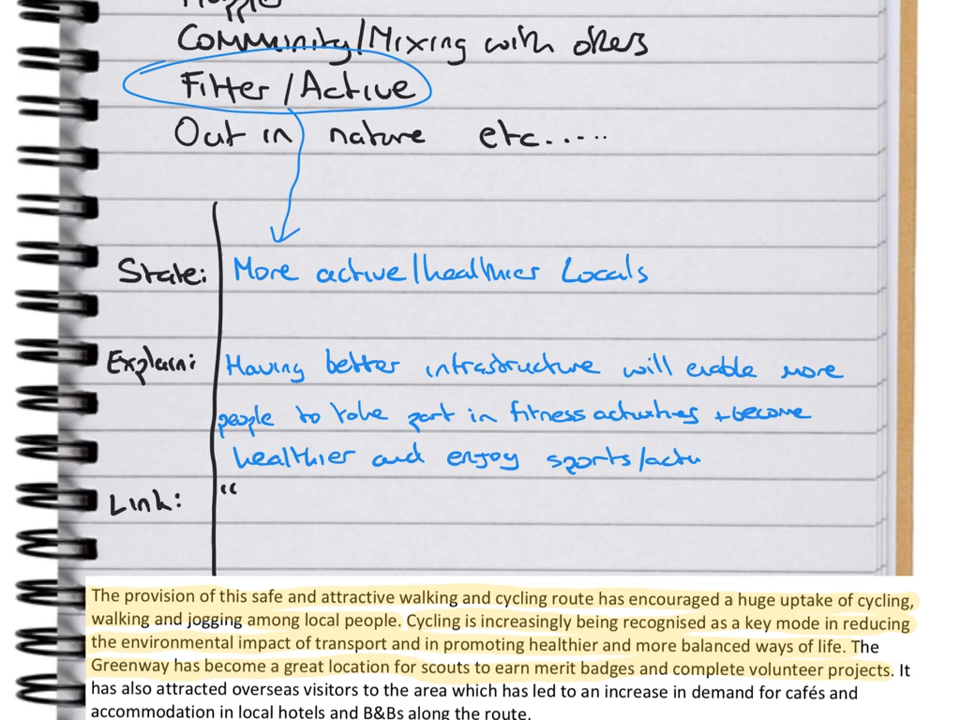 Community/Mixing with others
Fitter/Active
Out in nature etc.....
State: More active/healthier Locals
Explain: Having better infrastructure will enable more
people to take part in fitness activities + become
healthier and enjoy sports/activ
Link: "
The provision of this safe and attractive walking and cycling route has encouraged a huge uptake of cycling,
walking and jogging among local people. Cycling is increasingly being recognised as a key mode in reducing
the environmental impact of transport and in promoting healthier and more balanced ways of life. The
Greenway has become a great location for scouts to earn merit badges and complete volunteer projects. It
has also attracted overseas visitors to the area which has led to an increase in demand for cafés and
accommodation in local hotels and B&Bs along the route.